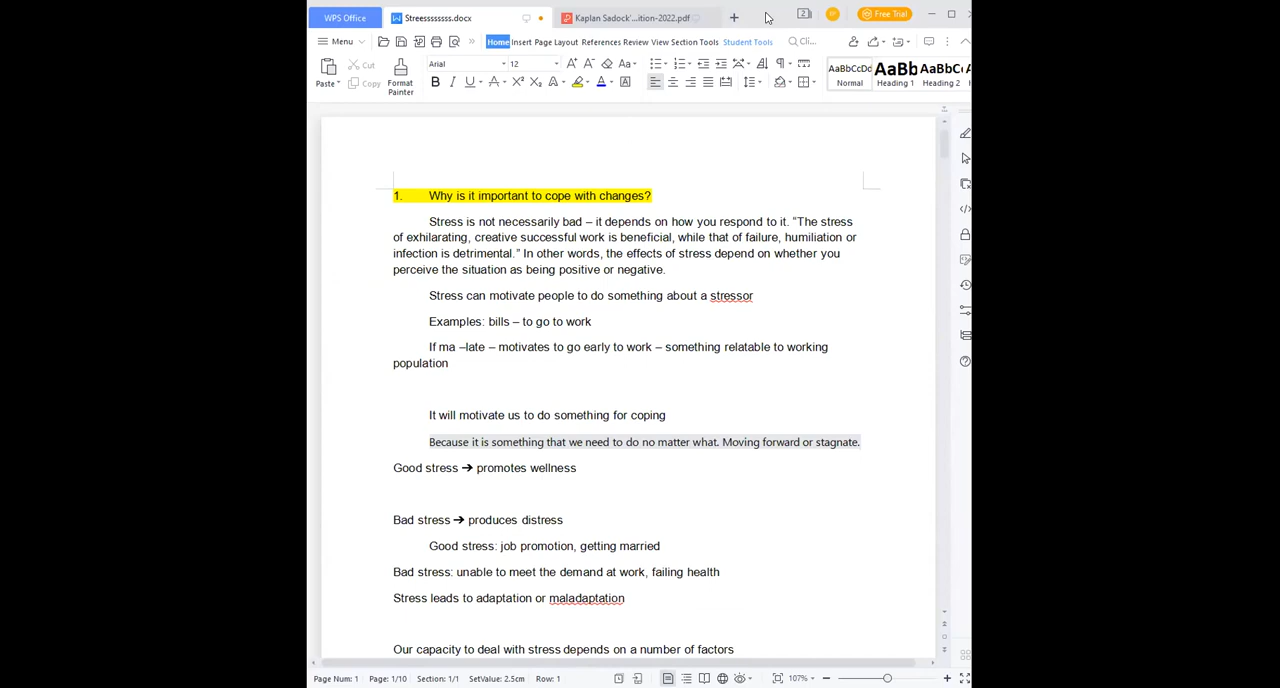 WPS Office Streesssssss.docx Kaplan Sadock'...ition-2022.pdf + 2 Free Trial
Menu Home Insert Page Layout References Review View Section Tools Student Tools Cli...
Paste Cut Copy Format Painter Arial 12 AaBbCcDd Normal AaBb Heading 1 AaBbC Heading 2
1. Why is it important to cope with changes?
Stress is not necessarily bad – it depends on how you respond to it. “The stress
of exhilarating, creative successful work is beneficial, while that of failure, humiliation or
infection is detrimental.” In other words, the effects of stress depend on whether you
perceive the situation as being positive or negative.
Stress can motivate people to do something about a stressor
Examples: bills – to go to work
If ma –late – motivates to go early to work – something relatable to working
population
It will motivate us to do something for coping
Because it is something that we need to do no matter what. Moving forward or stagnate.
Good stress ➔ promotes wellness
Bad stress ➔ produces distress
Good stress: job promotion, getting married
Bad stress: unable to meet the demand at work, failing health
Stress leads to adaptation or maladaptation
Our capacity to deal with stress depends on a number of factors
Page Num: 1 Page: 1/10 Section: 1/1 SetValue: 2.5cm Row: 1 107%